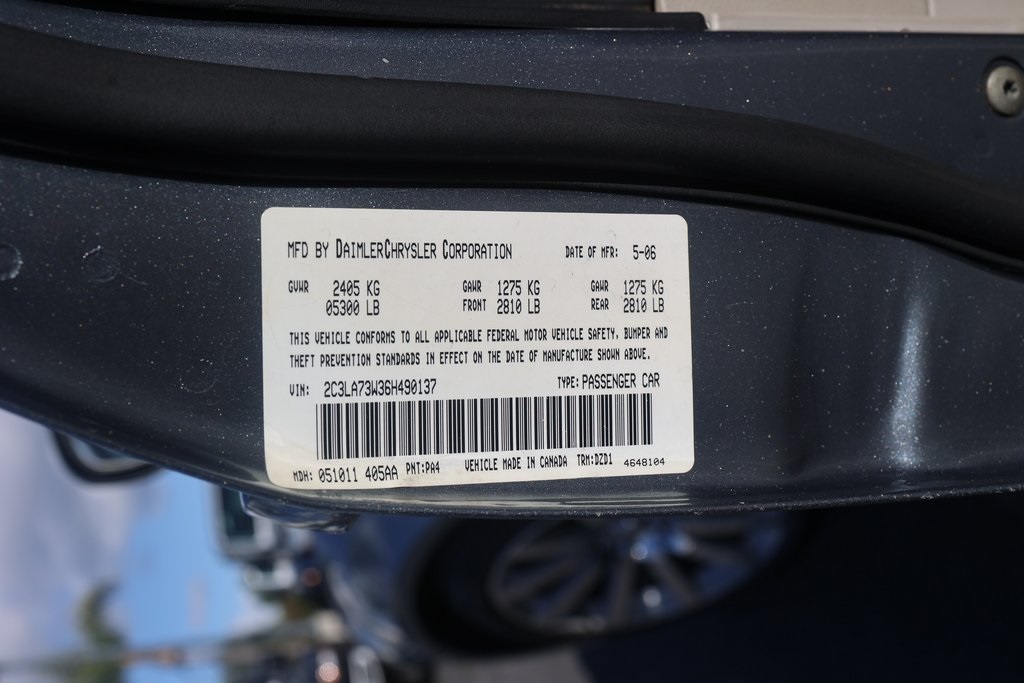 MFD BY DAIMLERCHRYSLER CORPORATION DATE OF MFR: 5-06
GVWR 2405 KG GAWR 1275 KG GAWR 1275 KG
05300 LB FRONT 2810 LB REAR 2810 LB
THIS VEHICLE CONFORMS TO ALL APPLICABLE FEDERAL MOTOR VEHICLE SAFETY, BUMPER AND
THEFT PREVENTION STANDARDS IN EFFECT ON THE DATE OF MANUFACTURE SHOWN ABOVE.
VIN: 2C3LA73W36H490137 TYPE: PASSENGER CAR
MDH: 051011 405AA PNT:PA4 VEHICLE MADE IN CANADA TRM:DZD1 4648104